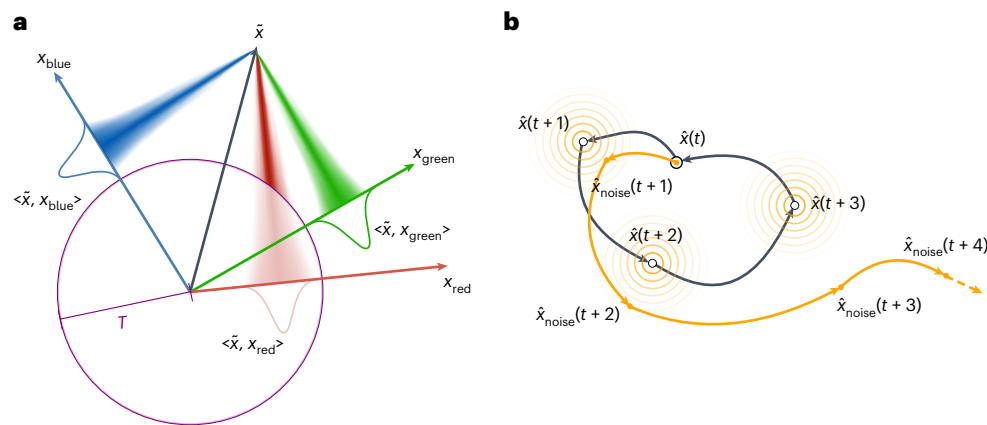 a
x̃
x_blue
x_green
<x̃, x_blue>
<x̃, x_green>
x_red
T
<x̃, x_red>
b
x̂(t + 1)
x̂(t)
x̂_noise(t + 1)
x̂(t + 3)
x̂(t + 2)
x̂_noise(t + 4)
x̂_noise(t + 2)
x̂_noise(t + 3)